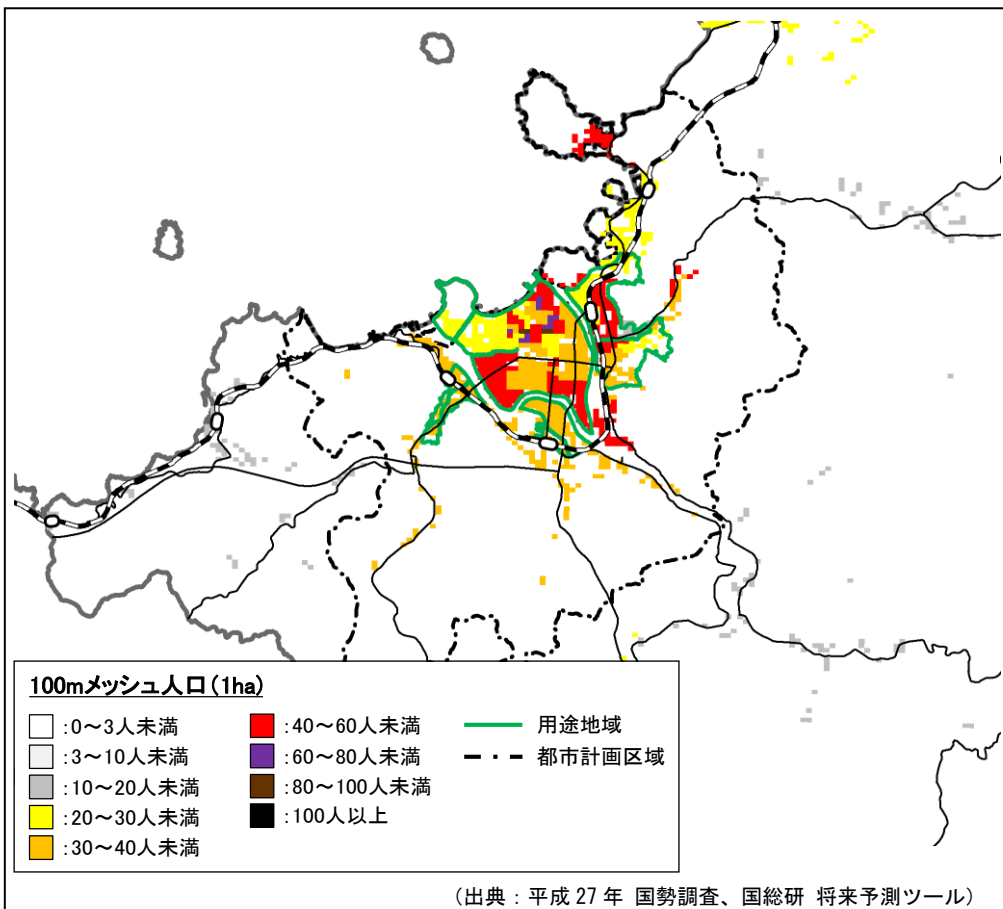 100mメッシュ人口(1ha)
:0～3人未満
:3～10人未満
:10～20人未満
:20～30人未満
:30～40人未満
:40～60人未満
:60～80人未満
:80～100人未満
:100人以上
用途地域
都市計画区域
(出典：平成 27 年 国勢調査、国総研 将来予測ツール)